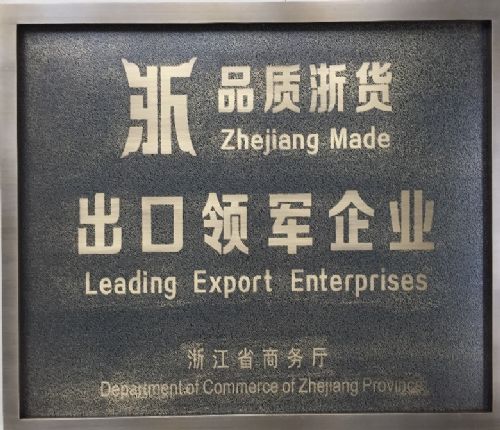 浙 品质浙货
Zhejiang Made
出口领军企业
Leading Export Enterprises
浙江省商务厅
Department of Commerce of Zhejiang Province